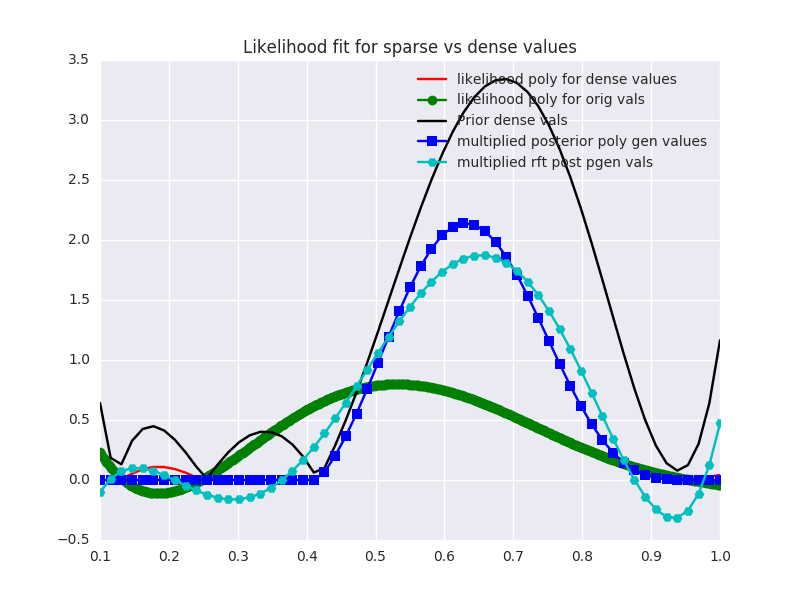 Likelihood fit for sparse vs dense values
3.5
3.0
2.5
2.0
1.5
1.0
0.5
0.0
−0.5
likelihood poly for dense values
likelihood poly for orig vals
Prior dense vals
multiplied posterior poly gen values
multiplied rft post pgen vals
0.1 0.2 0.3 0.4 0.5 0.6 0.7 0.8 0.9 1.0